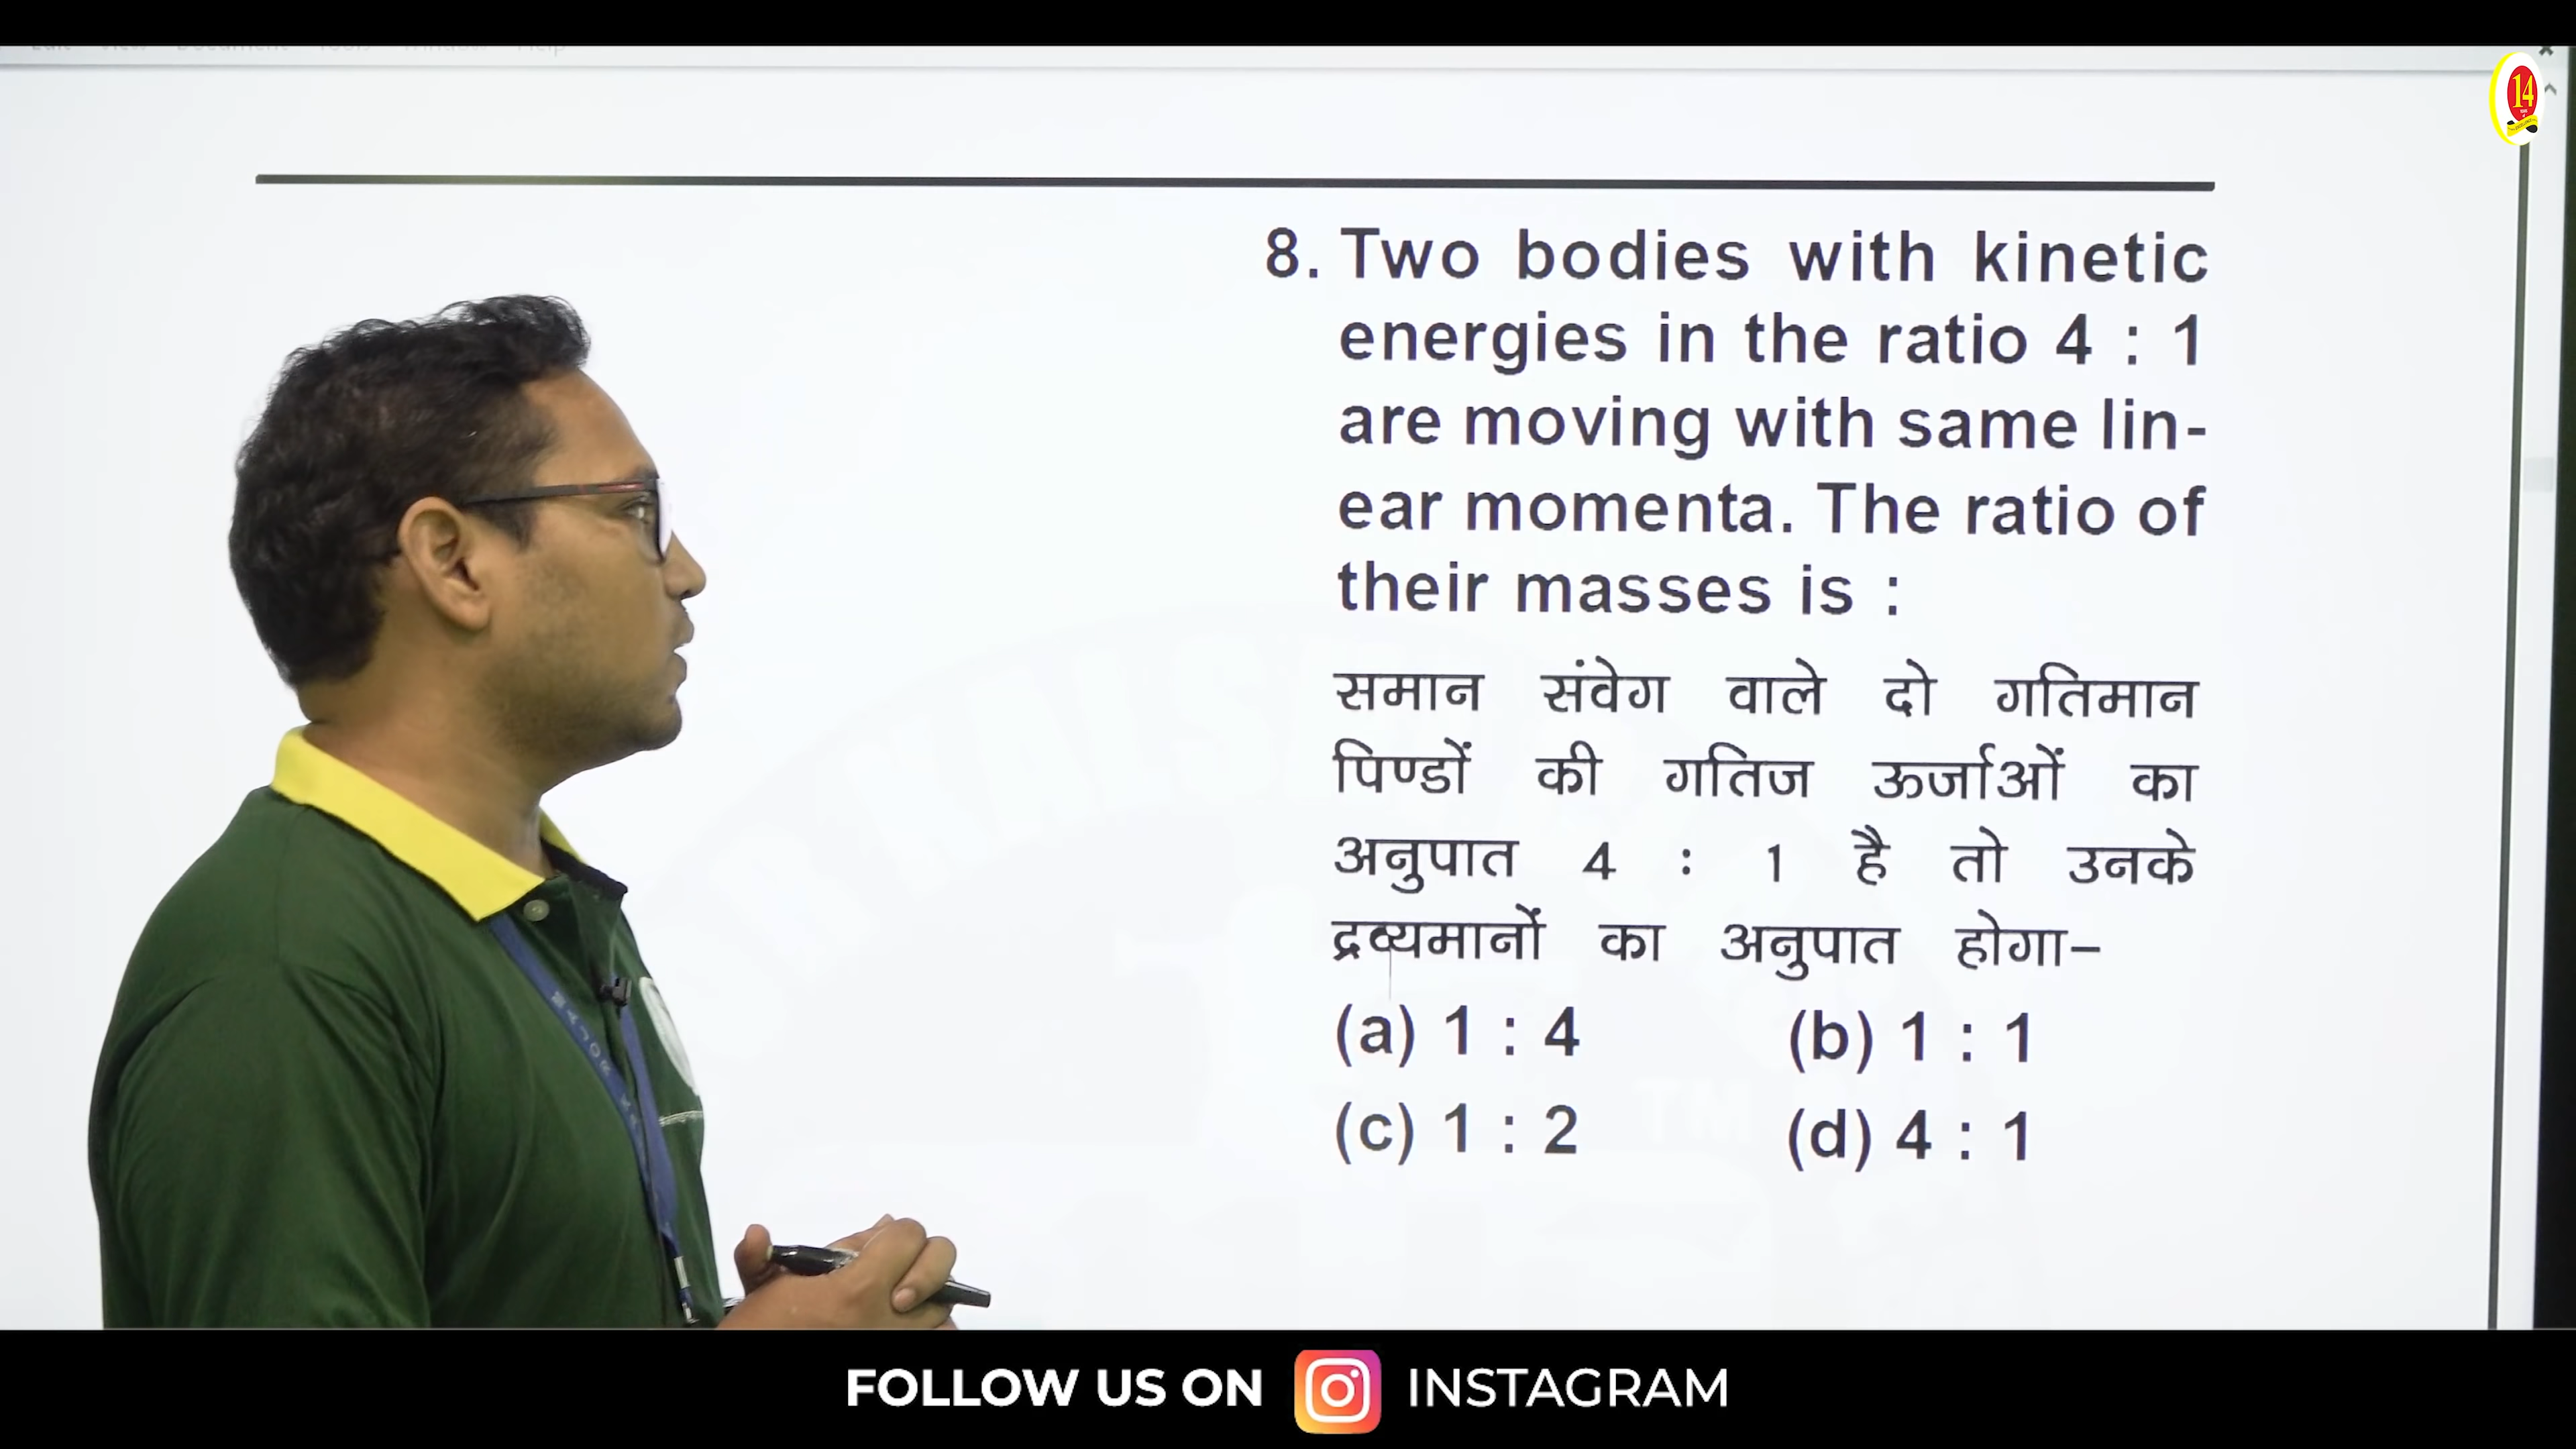 14
8. Two bodies with kinetic
energies in the ratio 4 : 1
are moving with same lin-
ear momenta. The ratio of
their masses is :
समान संवेग वाले दो गतिमान
पिण्डों की गतिज ऊर्जाओं का
अनुपात 4 : 1 है तो उनके
द्रव्यमानों का अनुपात होगा–
(a) 1 : 4 (b) 1 : 1
(c) 1 : 2 (d) 4 : 1
TM
FOLLOW US ON INSTAGRAM